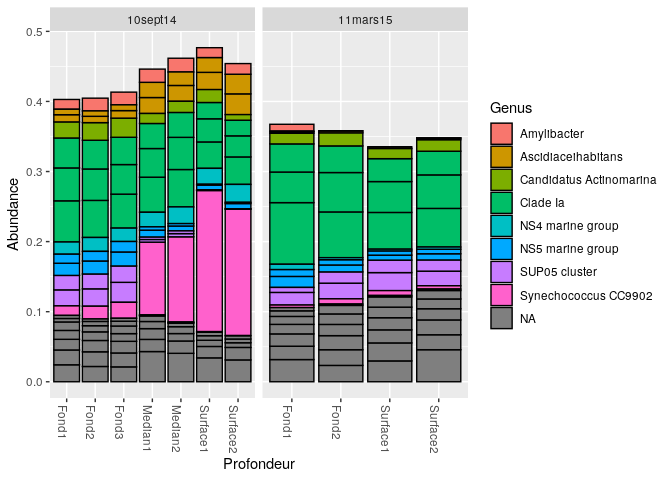 10sept14
11mars15
0.5
0.4
0.3
0.2
0.1
0.0
Abundance
Fond1
Fond2
Fond3
Median1
Median2
Surface1
Surface2
Fond1
Fond2
Surface1
Surface2
Profondeur
Genus
Amylibacter
Ascidiaceihabitans
Candidatus Actinomarina
Clade Ia
NS4 marine group
NS5 marine group
SUP05 cluster
Synechococcus CC9902
NA